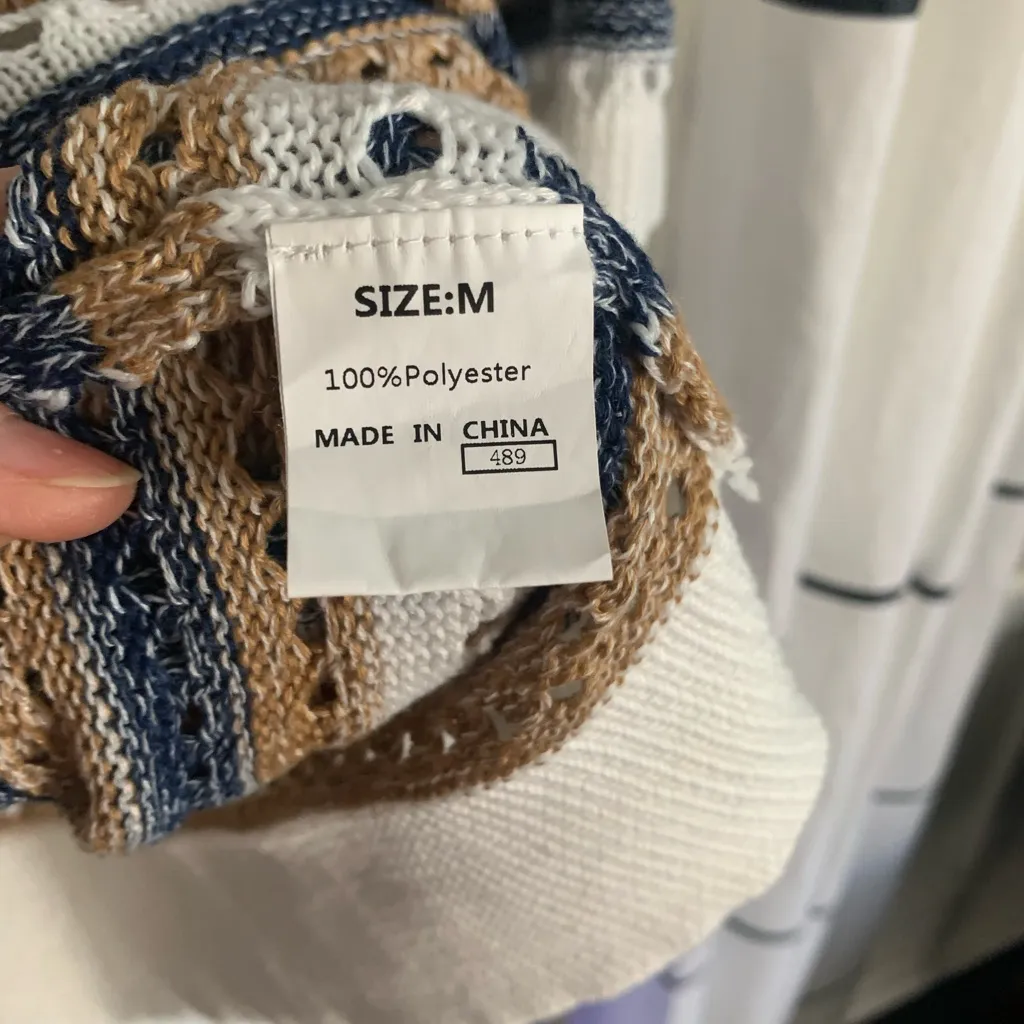 SIZE:M
100%Polyester
MADE IN CHINA
489